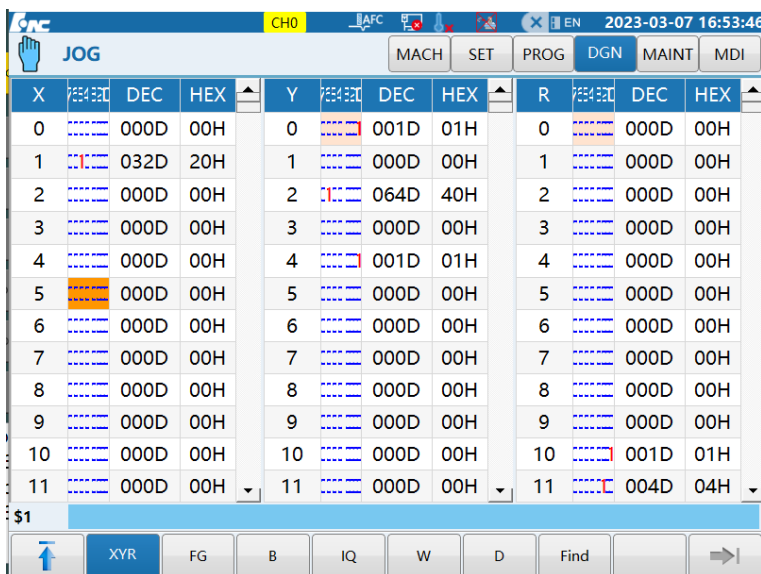 CH0 AFC EN 2023-03-07 16:53:46
JOG MACH SET PROG DGN MAINT MDI
X DEC HEX Y DEC HEX R DEC HEX
0 000D 00H 0 1 001D 01H 0 000D 00H
1 1 032D 20H 1 000D 00H 1 000D 00H
2 000D 00H 2 1 064D 40H 2 000D 00H
3 000D 00H 3 000D 00H 3 000D 00H
4 000D 00H 4 1 001D 01H 4 000D 00H
5 000D 00H 5 000D 00H 5 000D 00H
6 000D 00H 6 000D 00H 6 000D 00H
7 000D 00H 7 000D 00H 7 000D 00H
8 000D 00H 8 000D 00H 8 000D 00H
9 000D 00H 9 000D 00H 9 000D 00H
10 000D 00H 10 000D 00H 10 1 001D 01H
11 000D 00H 11 000D 00H 11 1 004D 04H
$1
XYR FG B IQ W D Find